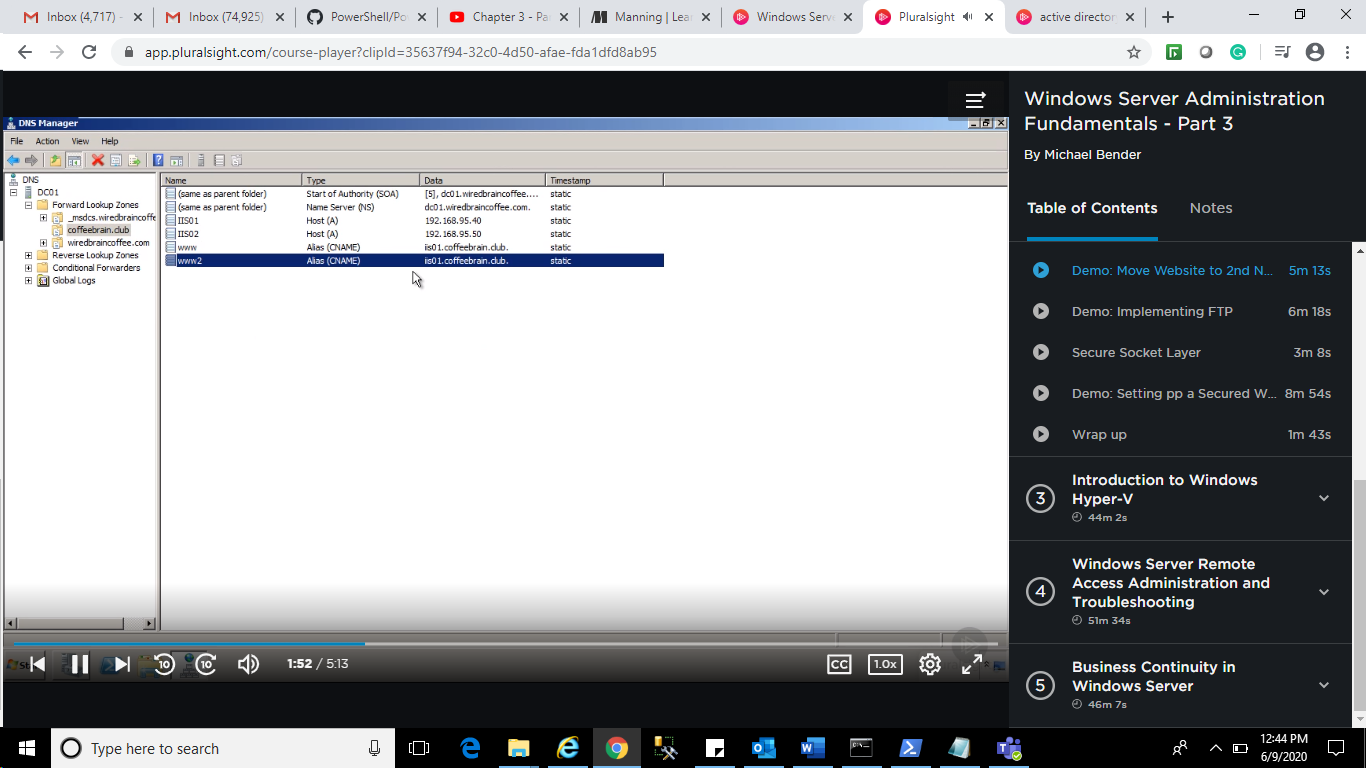 Inbox (4,717) -
Inbox (74,925)
PowerShell/Po
Chapter 3 - Pa
Manning | Lea
Windows Serve
Pluralsight
active director
app.pluralsight.com/course-player?clipId=35637f94-32c0-4d50-afae-fda1dfd8ab95
DNS Manager
File Action View Help
DNS
DC01
Forward Lookup Zones
_msdcs.wiredbraincoffe
coffeebrain.club
wiredbraincoffee.com
Reverse Lookup Zones
Conditional Forwarders
Global Logs
Name Type Data Timestamp
(same as parent folder) Start of Authority (SOA) [5], dc01.wiredbraincoffee.... static
(same as parent folder) Name Server (NS) dc01.wiredbraincoffee.com. static
IIS01 Host (A) 192.168.95.40 static
IIS02 Host (A) 192.168.95.50 static
www Alias (CNAME) iis01.coffeebrain.club. static
www2 Alias (CNAME) iis01.coffeebrain.club. static
10 10 1:52 / 5:13 CC 1.0x
Windows Server Administration
Fundamentals - Part 3
By Michael Bender
Table of Contents Notes
Demo: Move Website to 2nd N... 5m 13s
Demo: Implementing FTP 6m 18s
Secure Socket Layer 3m 8s
Demo: Setting pp a Secured W... 8m 54s
Wrap up 1m 43s
3 Introduction to Windows
Hyper-V
44m 2s
4 Windows Server Remote
Access Administration and
Troubleshooting
51m 34s
5 Business Continuity in
Windows Server
46m 7s
Type here to search
12:44 PM
6/9/2020